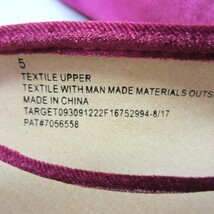 5
TEXTILE UPPER
TEXTILE WITH MAN MADE MATERIALS OUTS
MADE IN CHINA
TARGET093091222F16752994-8/17
PAT#7056558